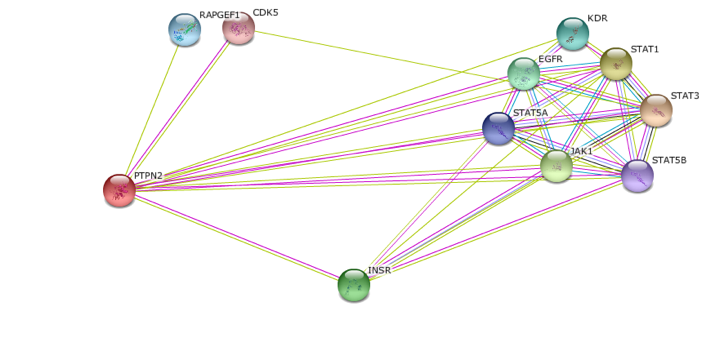 RAPGEF1
CDK5
KDR
STAT1
EGFR
STAT3
STAT5A
JAK1
STAT5B
PTPN2
INSR